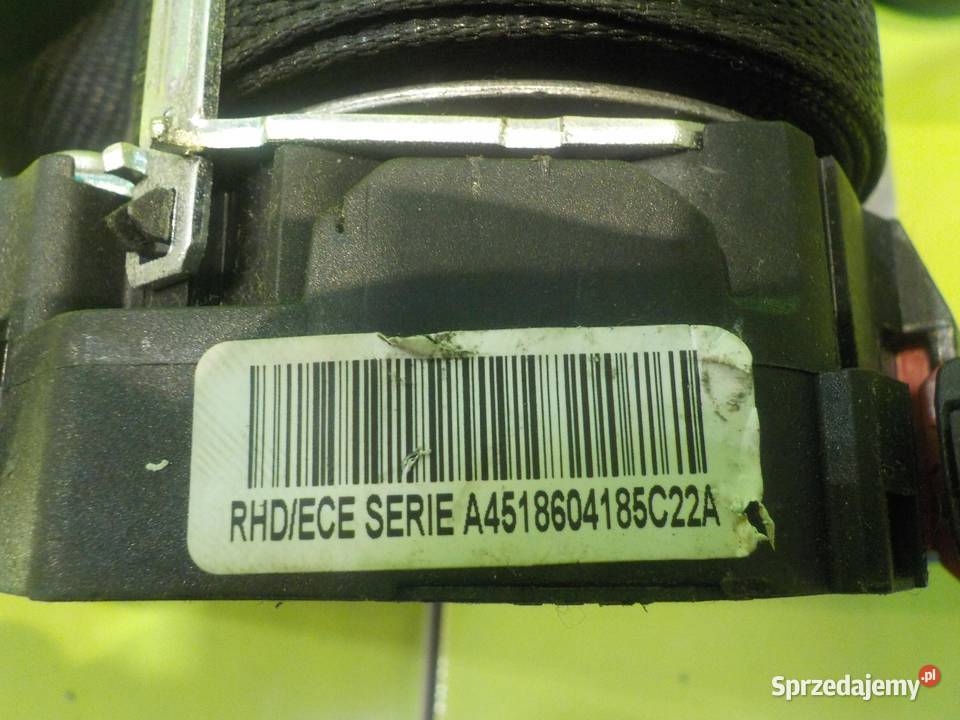 RHD/ECE SERIE A4518604185C22A
Sprzedajemy.pl